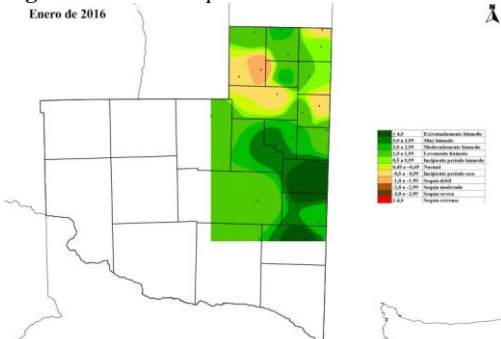 Enero de 2016
N
≥ 4,0 Extremadamente húmedo
3,0 a 3,99 Muy húmedo
2,0 a 2,99 Moderadamente húmedo
1,0 a 1,99 Levemente húmedo
0,5 a 0,99 Incipiente período húmedo
0,49 a -0,49 Normal
-0,5 a -0,99 Incipiente período seco
-1,0 a -1,99 Sequía débil
-2,0 a -2,99 Sequía moderada
-3,0 a -3,99 Sequía severa
≤-4,0 Sequía extrema